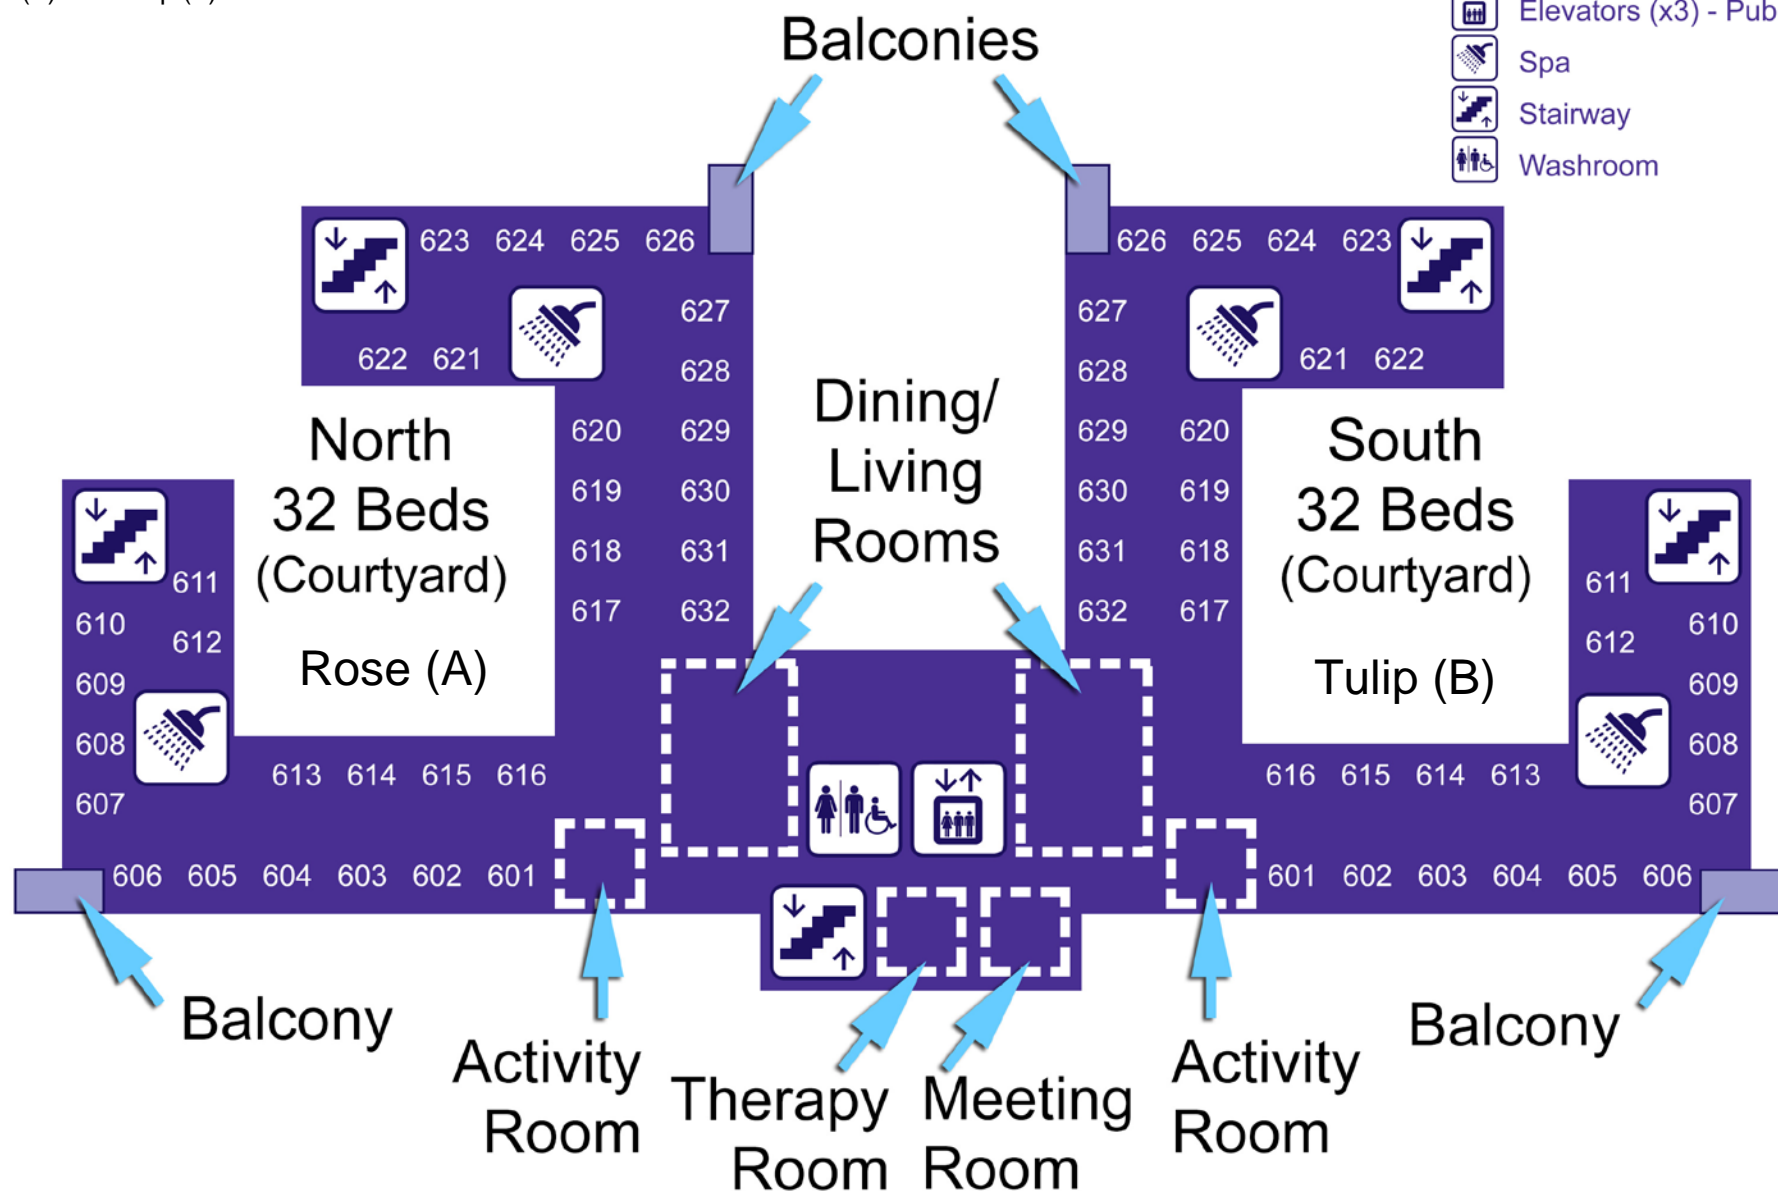 Elevators (x3) - Pub
Spa
Stairway
Washroom
Balconies
623 624 625 626
626 625 624 623
627
627
628
628
622 621
621 622
Dining/
Living
Rooms
North
32 Beds
(Courtyard)
Rose (A)
South
32 Beds
(Courtyard)
Tulip (B)
620 629
629 620
619 630
630 619
618 631
631 618
617 632
632 617
611
610
612
609
608
607
611
610
612
609
608
607
613 614 615 616
616 615 614 613
606 605 604 603 602 601
601 602 603 604 605 606
Balcony
Activity
Room
Therapy
Room
Meeting
Room
Activity
Room
Balcony